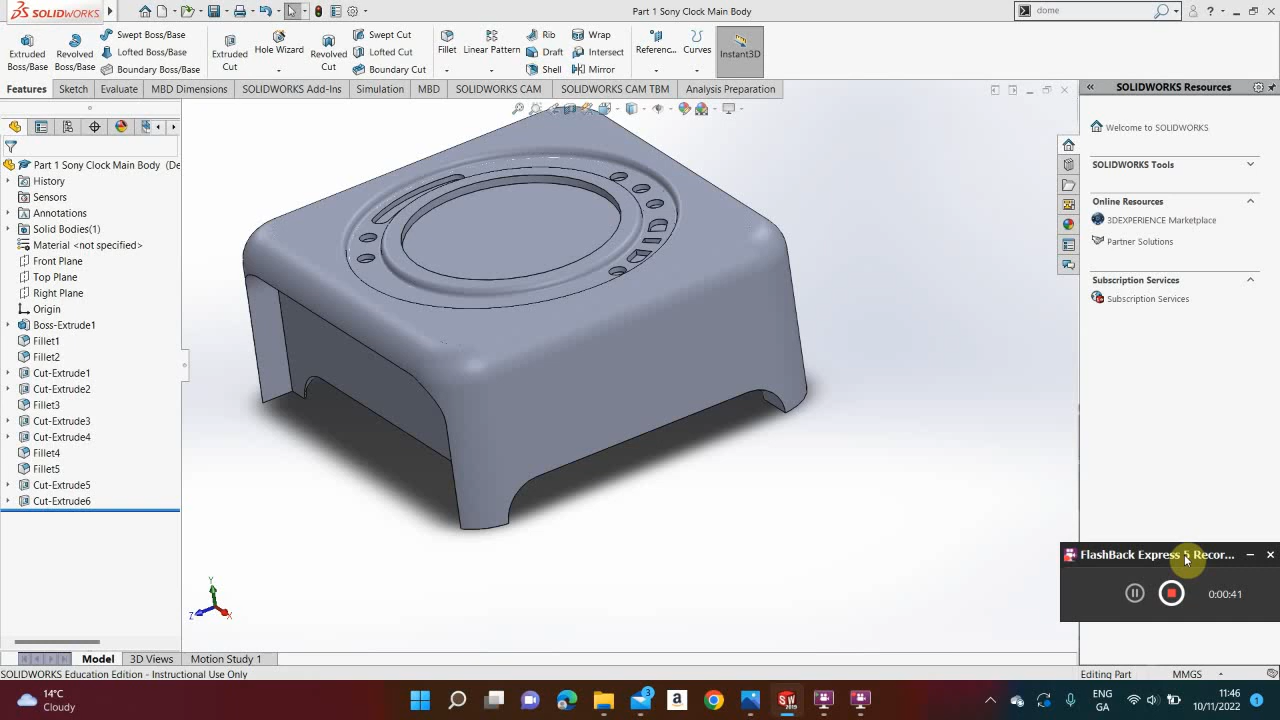 SOLIDWORKS
Part 1 Sony Clock Main Body
dome
Extruded Boss/Base
Revolved Boss/Base
Swept Boss/Base
Lofted Boss/Base
Boundary Boss/Base
Extruded Cut
Hole Wizard
Revolved Cut
Swept Cut
Lofted Cut
Boundary Cut
Fillet
Linear Pattern
Rib
Draft
Shell
Wrap
Intersect
Mirror
Referenc...
Curves
Instant3D
Features
Sketch
Evaluate
MBD Dimensions
SOLIDWORKS Add-Ins
Simulation
MBD
SOLIDWORKS CAM
SOLIDWORKS CAM TBM
Analysis Preparation
Part 1 Sony Clock Main Body (De
History
Sensors
Annotations
Solid Bodies(1)
Material <not specified>
Front Plane
Top Plane
Right Plane
Origin
Boss-Extrude1
Fillet1
Fillet2
Cut-Extrude1
Cut-Extrude2
Fillet3
Cut-Extrude3
Cut-Extrude4
Fillet4
Fillet5
Cut-Extrude5
Cut-Extrude6
Y
Z
X
SOLIDWORKS Resources
Welcome to SOLIDWORKS
SOLIDWORKS Tools
Online Resources
3DEXPERIENCE Marketplace
Partner Solutions
Subscription Services
Subscription Services
FlashBack Express 5 Recor...
0:00:41
Model
3D Views
Motion Study 1
SOLIDWORKS Education Edition - Instructional Use Only
Editing Part
MMGS
14°C
Cloudy
3
ENG
GA
11:46
10/11/2022
1